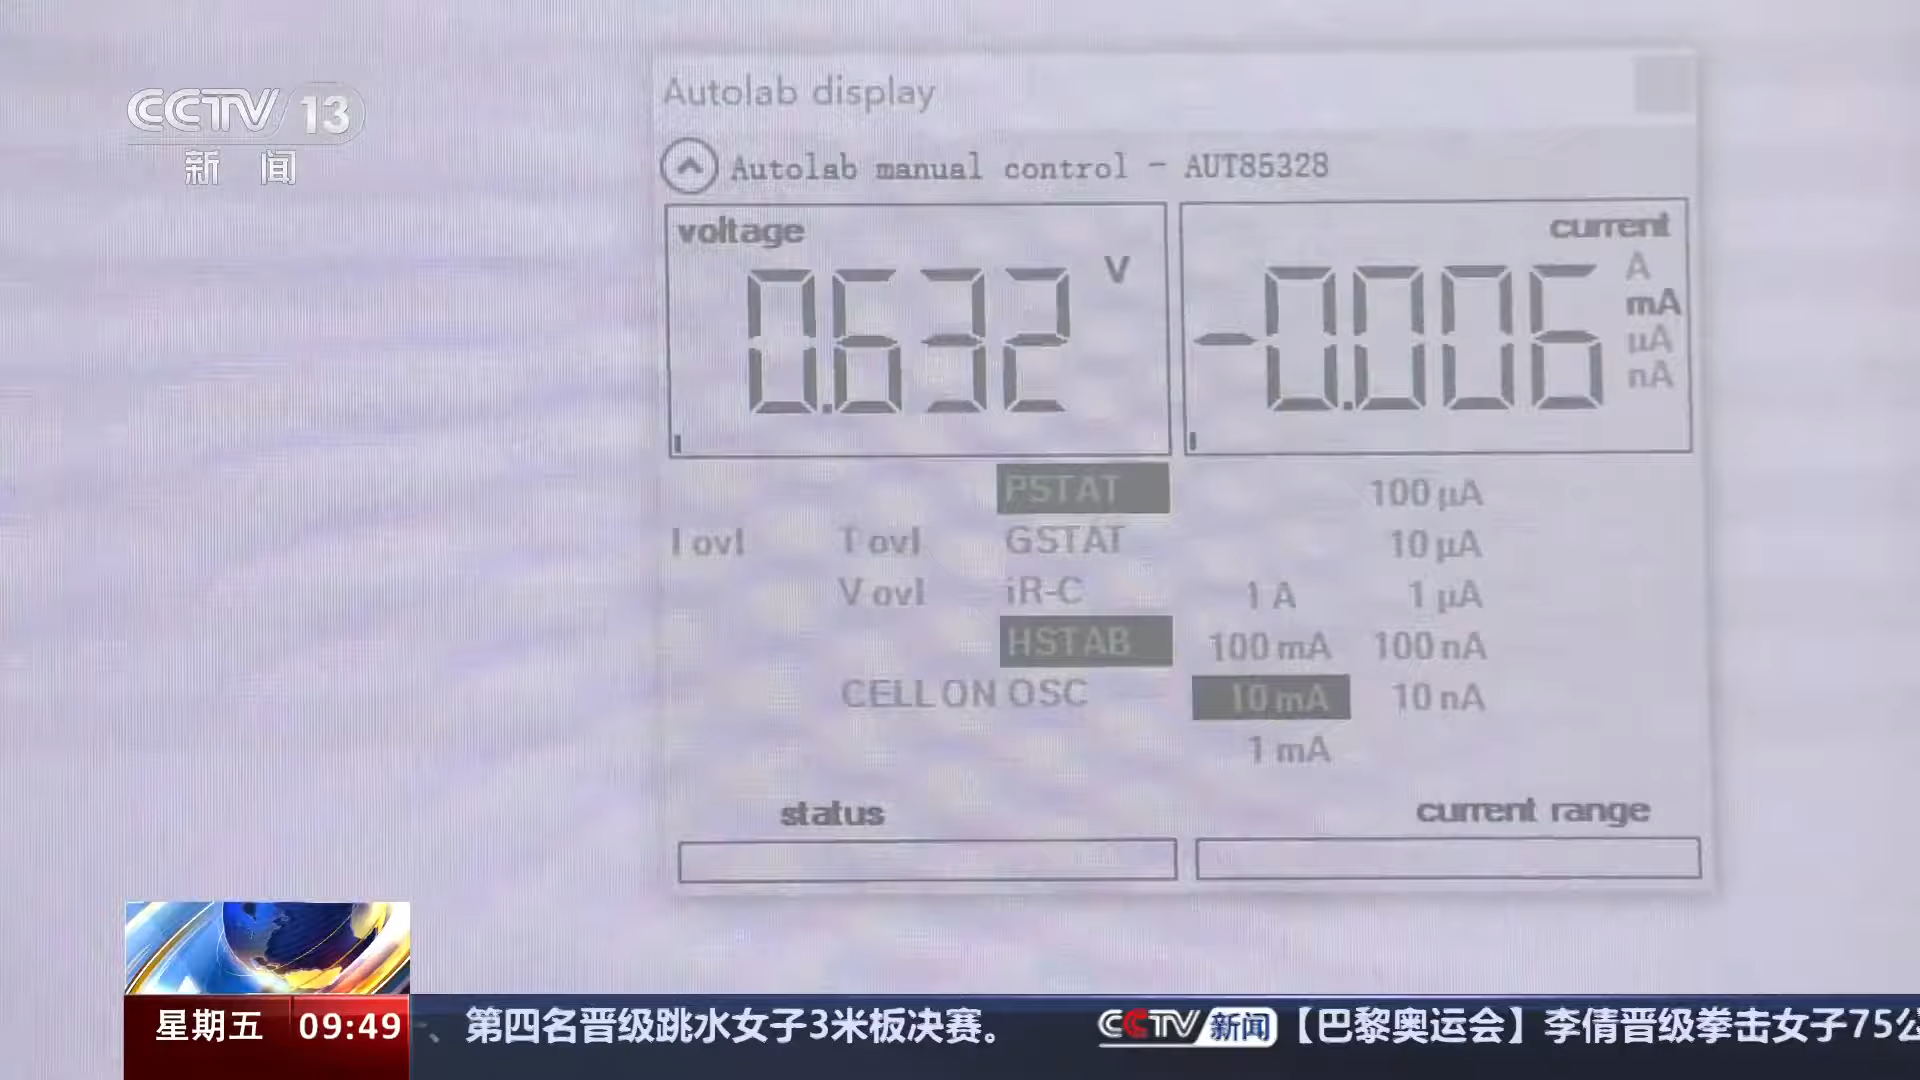 CCTV 13
新闻
Autolab display
Autolab manual control - AUT85328
voltage
0.632 V
current
-0.006
A
mA
μA
nA
PSTAT
100 μA
I ovl T ovl GSTAT
10 μA
V ovl iR-C
1 A 1 μA
HSTAB
100 mA 100 nA
CELL ON OSC
10 mA 10 nA
1 mA
status
current range
星期五 09:49
、第四名晋级跳水女子3米板决赛。 CCTV新闻【巴黎奥运会】李倩晋级拳击女子75公